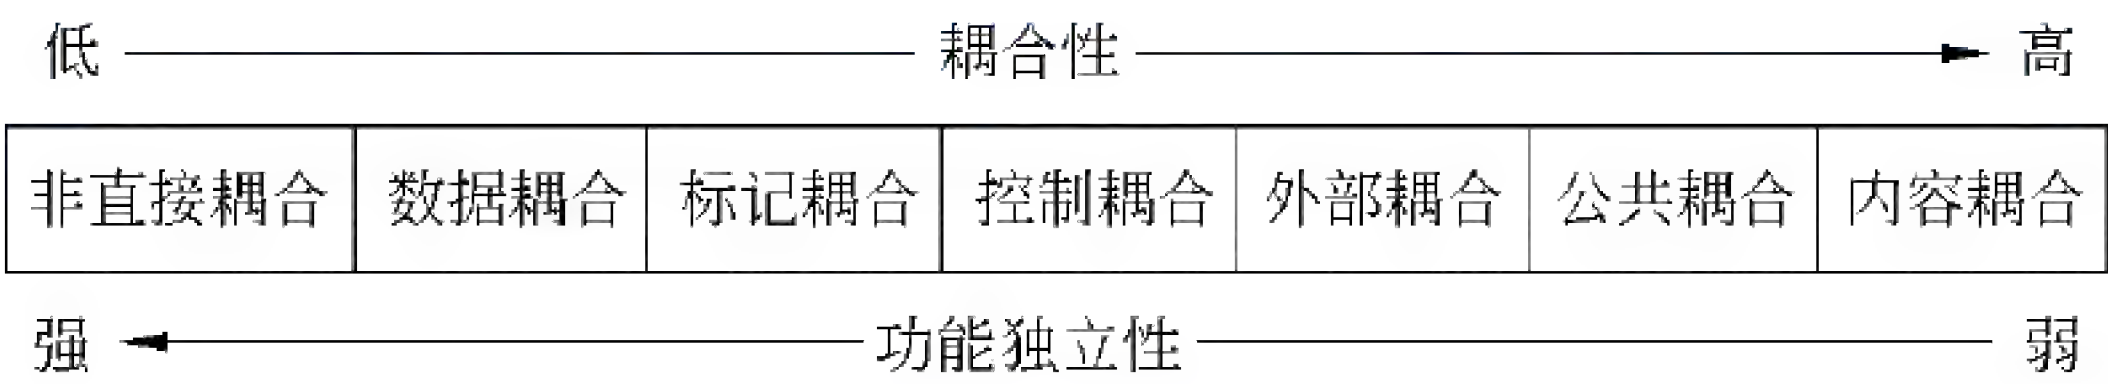 低 耦合性 高
非直接耦合 数据耦合 标记耦合 控制耦合 外部耦合 公共耦合 内容耦合
强 功能独立性 弱